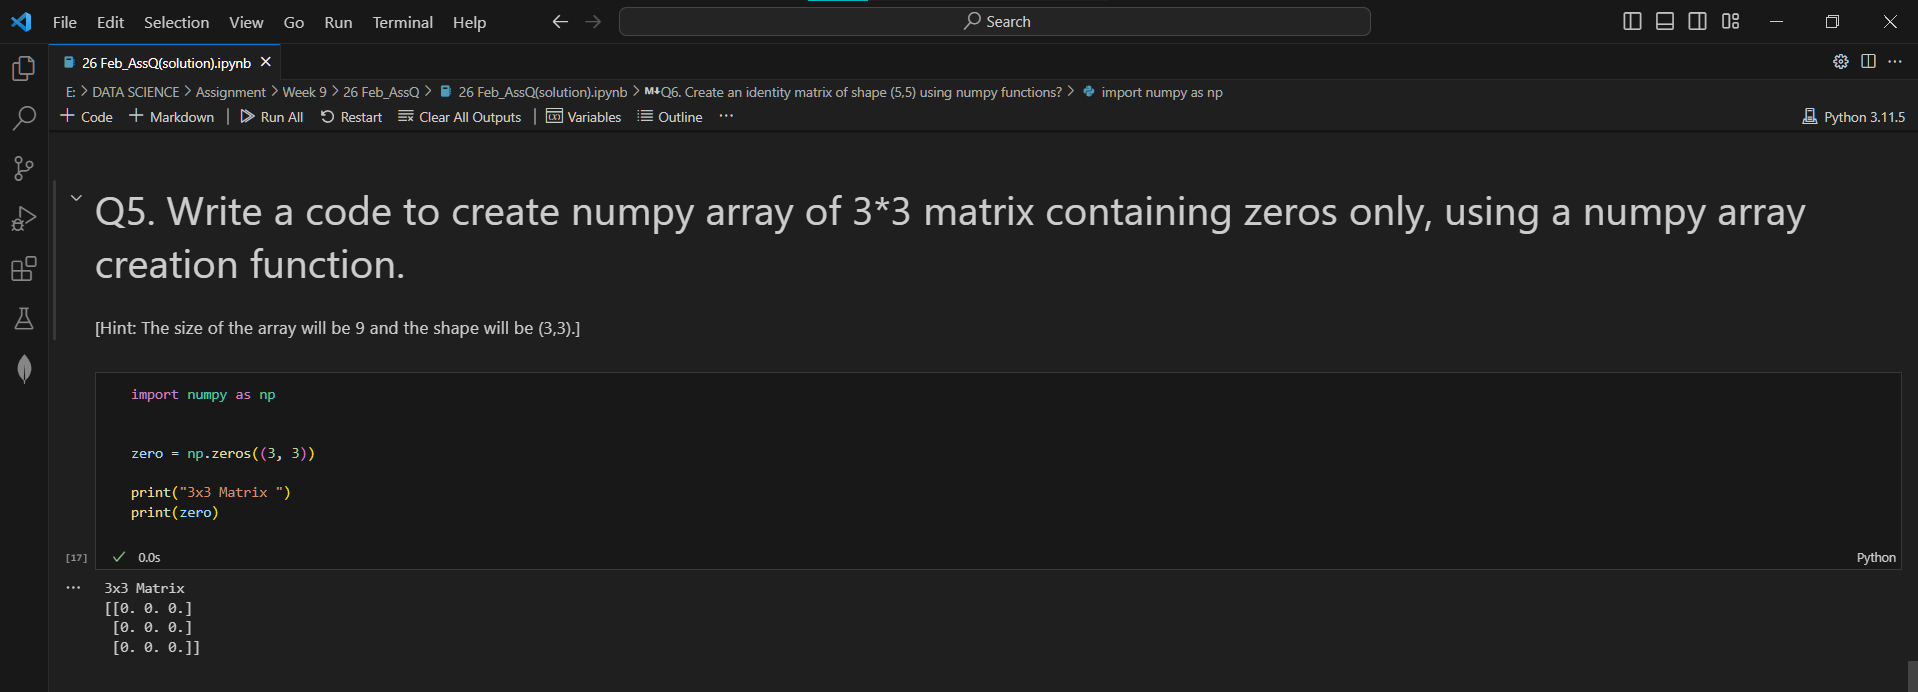 File Edit Selection View Go Run Terminal Help
Search
26 Feb_AssQ(solution).ipynb
E: > DATA SCIENCE > Assignment > Week 9 > 26 Feb_AssQ > 26 Feb_AssQ(solution).ipynb > M↓Q6. Create an identity matrix of shape (5,5) using numpy functions? > import numpy as np
+ Code + Markdown | Run All Restart Clear All Outputs | Variables Outline ···
Python 3.11.5
Q5. Write a code to create numpy array of 3*3 matrix containing zeros only, using a numpy array
creation function.
[Hint: The size of the array will be 9 and the shape will be (3,3).]
import numpy as np
zero = np.zeros((3, 3))
print("3x3 Matrix ")
print(zero)
[17] 0.0s
Python
3x3 Matrix
[[0. 0. 0.]
[0. 0. 0.]
[0. 0. 0.]]